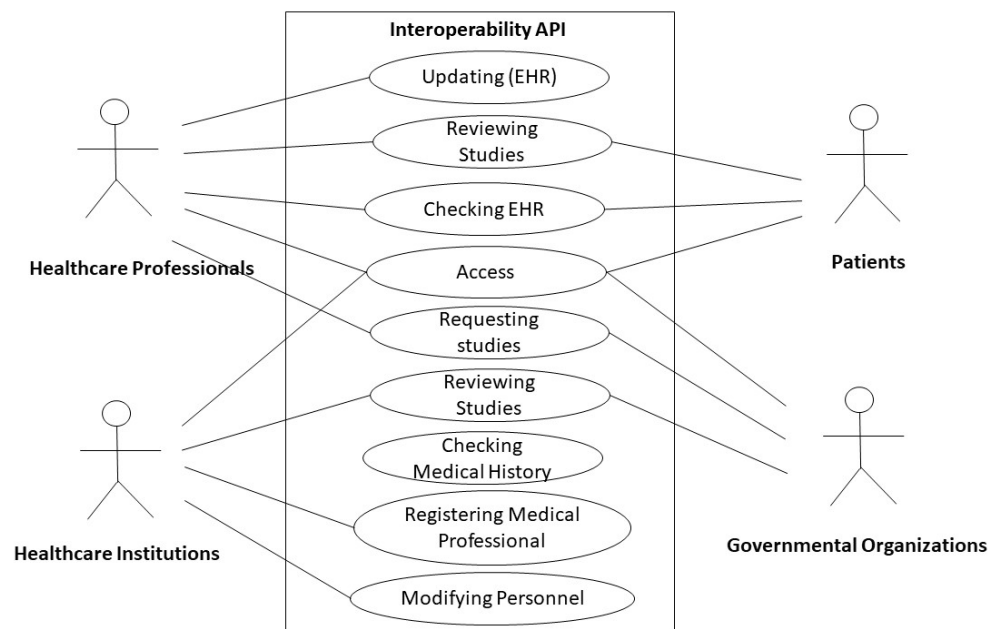 Interoperability API
Updating (EHR)
Reviewing
Studies
Checking EHR
Healthcare Professionals
Access
Patients
Requesting
studies
Reviewing
Studies
Checking
Medical History
Registering Medical
Professional
Healthcare Institutions
Governmental Organizations
Modifying Personnel